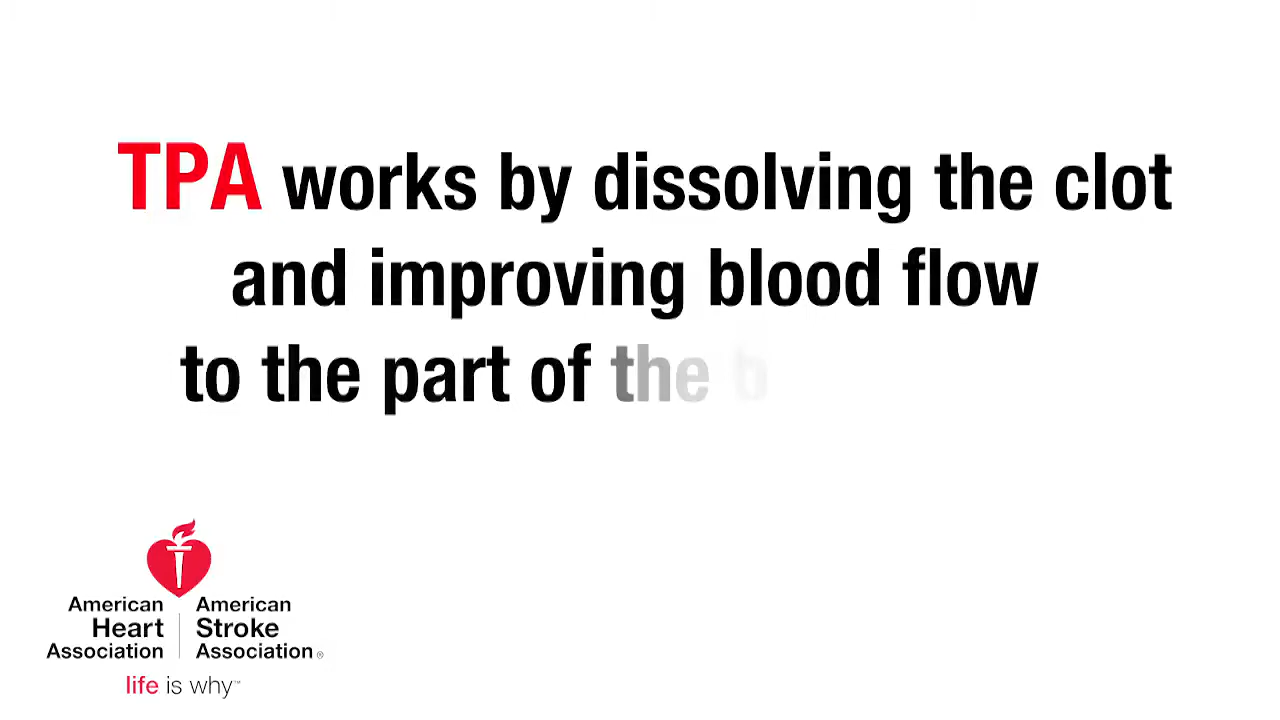 TPA works by dissolving the clot
and improving blood flow
to the part of the b
American
Heart
Association
American
Stroke
Association®
life is why™